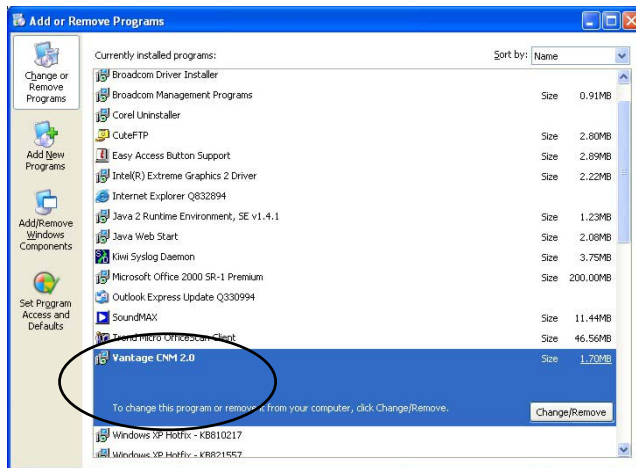 Add or Remove Programs
Change or
Remove
Programs
Add New
Programs
Add/Remove
Windows
Components
Set Program
Access and
Defaults
Currently installed programs:
Sort by: Name
Broadcom Driver Installer
Broadcom Management Programs Size 0.91MB
Corel Uninstaller
CuteFTP Size 2.80MB
Easy Access Button Support Size 2.89MB
Intel(R) Extreme Graphics 2 Driver Size 2.22MB
Internet Explorer Q832894
Java 2 Runtime Environment, SE v1.4.1 Size 1.23MB
Java Web Start Size 2.08MB
Kiwi Syslog Daemon Size 3.75MB
Microsoft Office 2000 SR-1 Premium Size 200.00MB
Outlook Express Update Q330994
SoundMAX Size 11.44MB
Trend Micro OfficeScan Client Size 46.56MB
Vantage CNM 2.0 Size 1.70MB
To change this program or remove it from your computer, click Change/Remove.
Change/Remove
Windows XP Hotfix - KB810217
Windows XP Hotfix - KB821557